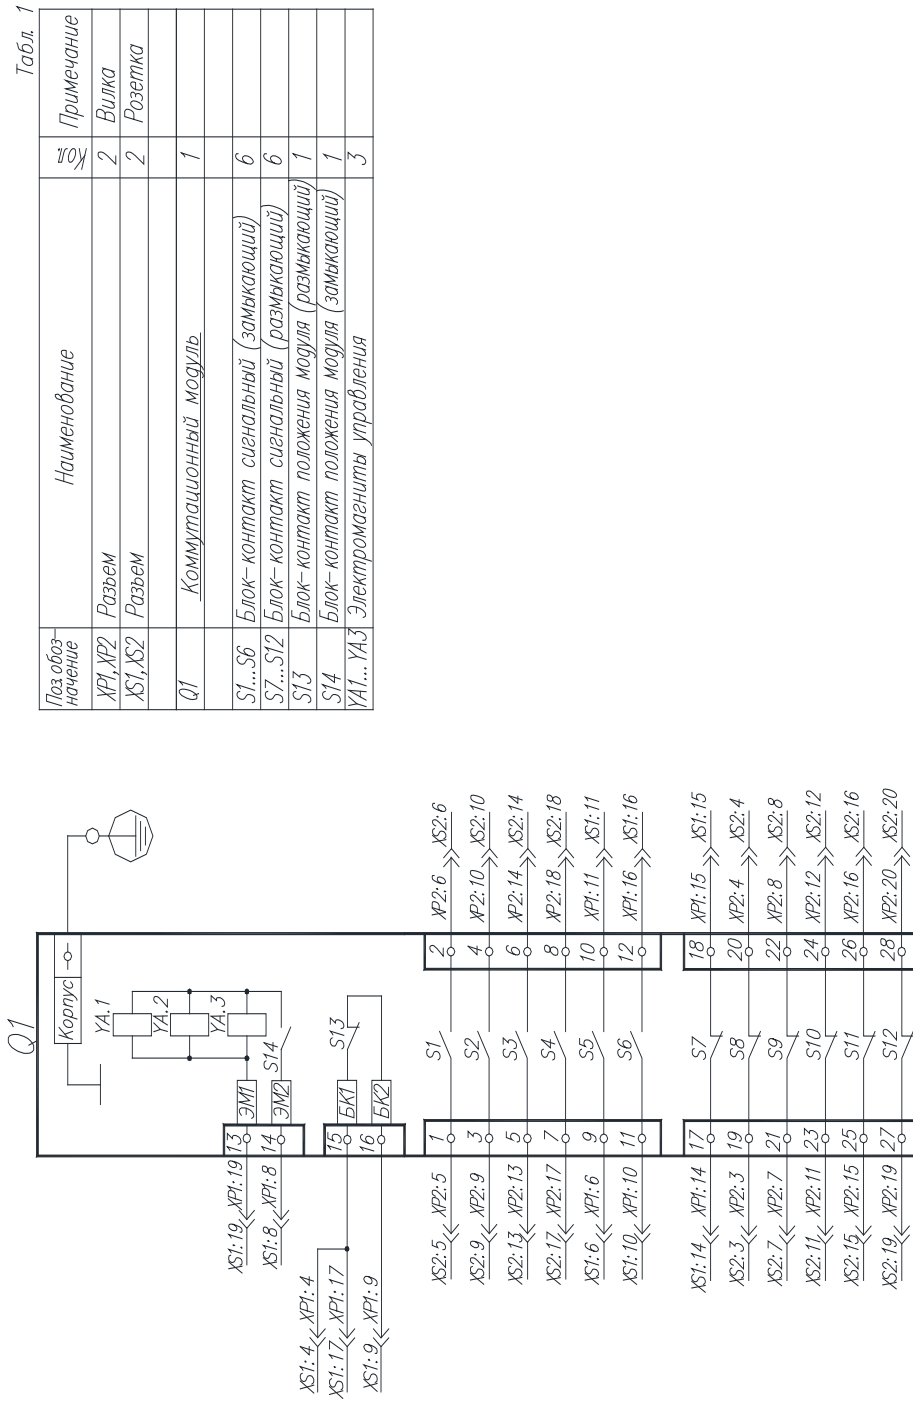 Табл. 1
Поз. обоз-
начение
Наименование
Кол.
Примечание
XP1,XP2 Разъем 2 Вилка
XS1,XS2 Разъем 2 Розетка
Q1 Коммутационный модуль 1
S1...S6 Блок-контакт сигнальный (замыкающий) 6
S7...S12 Блок-контакт сигнальный (размыкающий) 6
S13 Блок-контакт положения модуля (размыкающий) 1
S14 Блок-контакт положения модуля (замыкающий) 1
YA1...YA3 Электромагниты управления 3
Q1
Корпус
YA.1
YA.2
YA.3
XS1:19 XP1:19 13 ЭМ1
XS1:8 XP1:8 14 ЭМ2 S14
XS1:4 XP1:4
XS1:17 XP1:17 15 БК1 S13
XS1:9 XP1:9 16 БК2
XS2:5 XP2:5 1 S1 2 XP2:6 XS2:6
XS2:9 XP2:9 3 S2 4 XP2:10 XS2:10
XS2:13 XP2:13 5 S3 6 XP2:14 XS2:14
XS2:17 XP2:17 7 S4 8 XP2:18 XS2:18
XS1:6 XP1:6 9 S5 10 XP1:11 XS1:11
XS1:10 XP1:10 11 S6 12 XP1:16 XS1:16
XS1:14 XP1:14 17 S7 18 XP1:15 XS1:15
XS2:3 XP2:3 19 S8 20 XP2:4 XS2:4
XS2:7 XP2:7 21 S9 22 XP2:8 XS2:8
XS2:11 XP2:11 23 S10 24 XP2:12 XS2:12
XS2:15 XP2:15 25 S11 26 XP2:16 XS2:16
XS2:19 XP2:19 27 S12 28 XP2:20 XS2:20